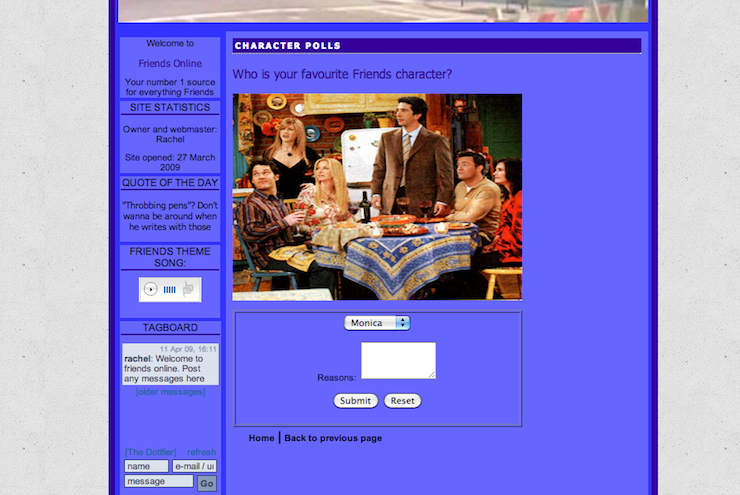 Welcome to
Friends Online
Your number 1 source
for everything Friends
SITE STATISTICS
Owner and webmaster:
Rachel
Site opened: 27 March
2009
QUOTE OF THE DAY
"Throbbing pens"? Don't
wanna be around when
he writes with those
FRIENDS THEME
SONG:
TAGBOARD
11 Apr 09, 16:11
rachel: Welcome to
friends online. Post
any messages here
[older messages]
[The Dotifier] refresh
name e-mail / ur
message Go
CHARACTER POLLS
Who is your favourite Friends character?
Monica
Reasons:
Submit Reset
Home | Back to previous page